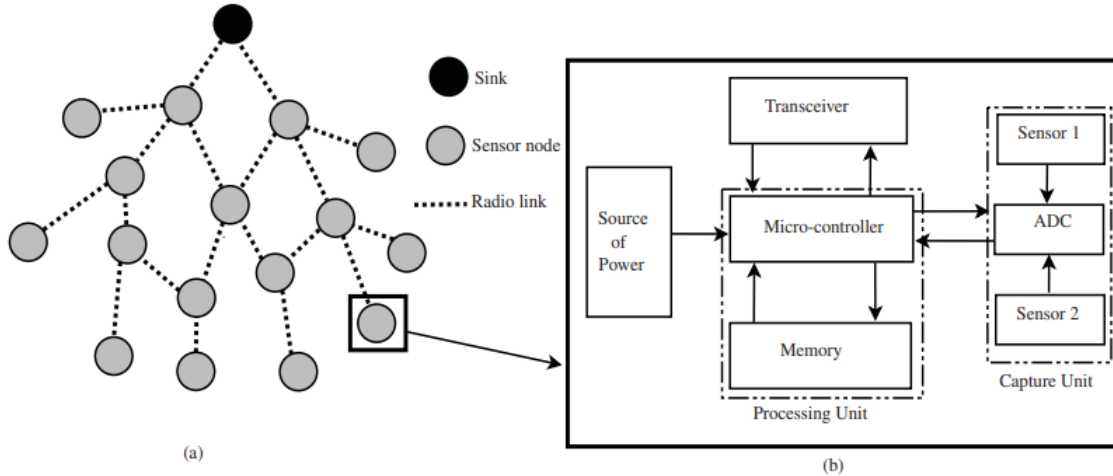 Sink
Sensor node
Radio link
(a)
Source
of
Power
Transceiver
Micro-controller
Memory
Processing Unit
Sensor 1
ADC
Sensor 2
Capture Unit
(b)